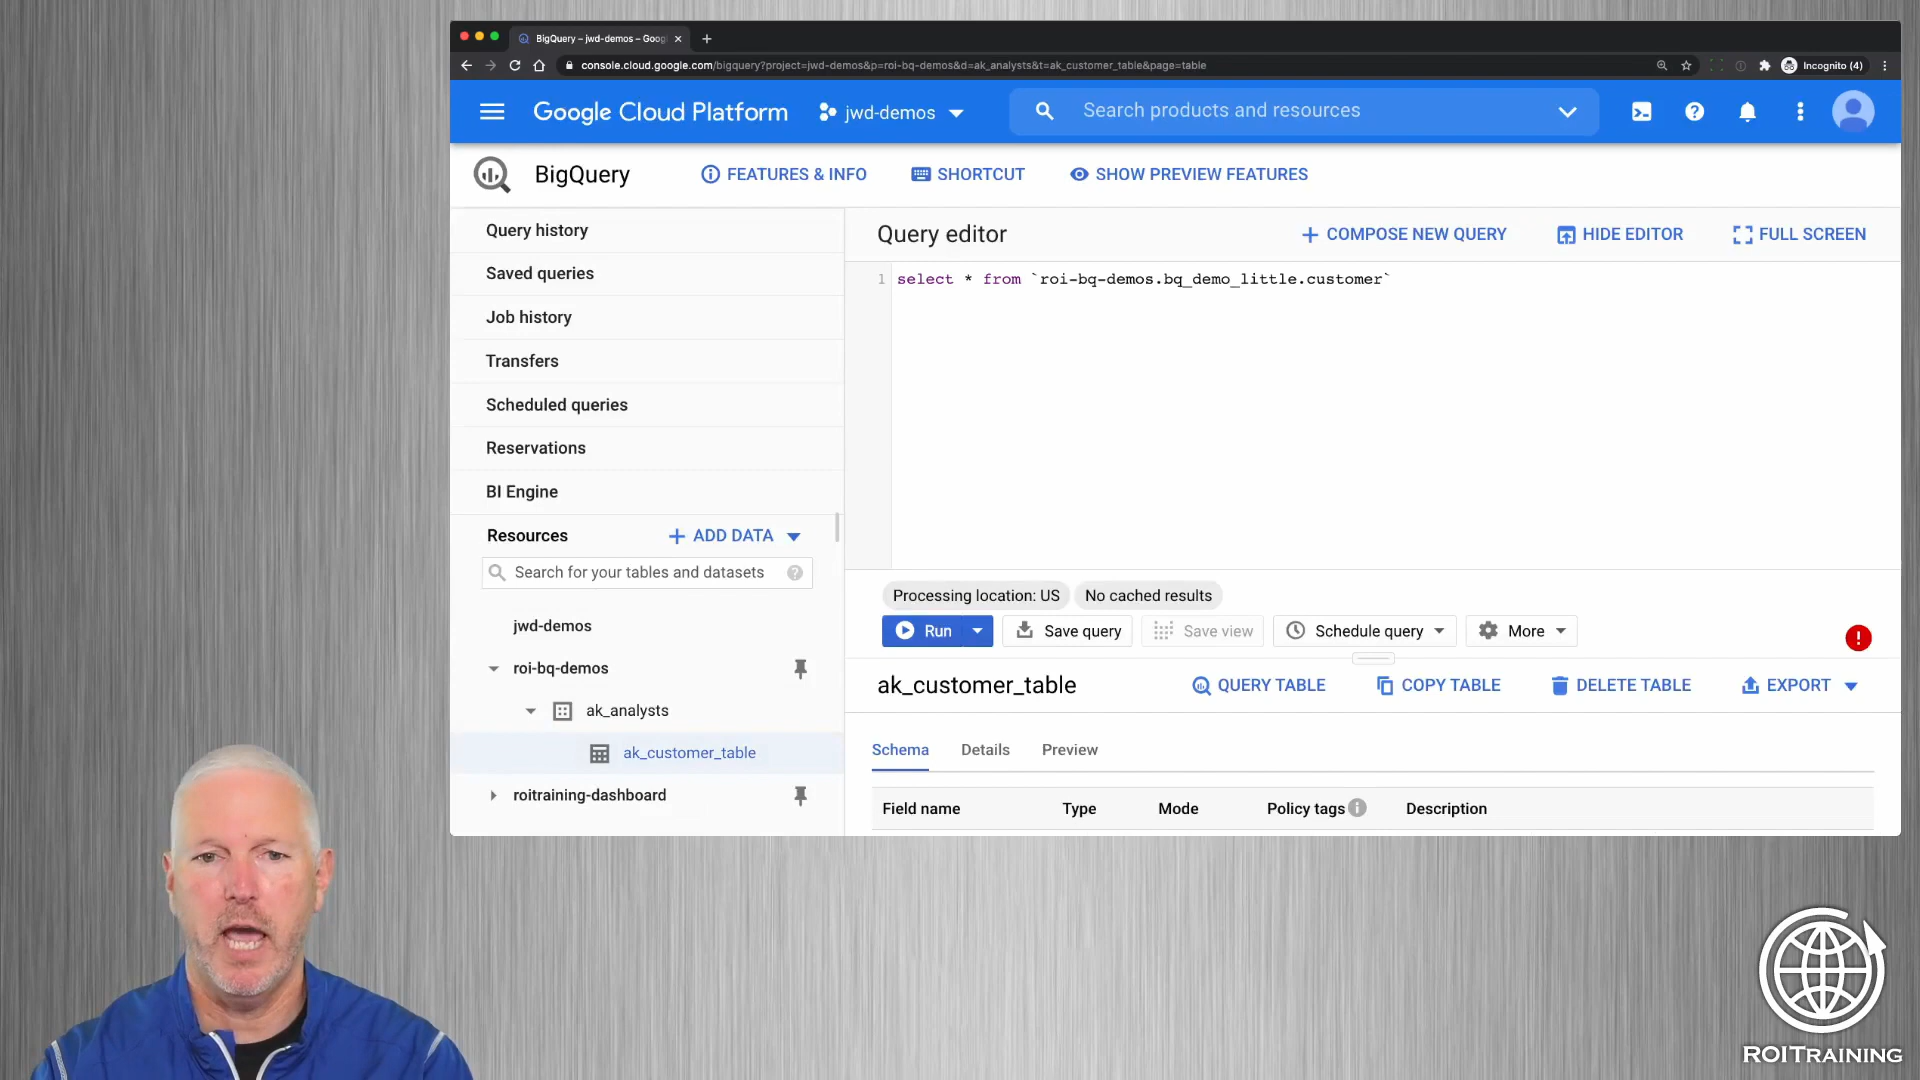 BigQuery – jwd-demos – Goog
console.cloud.google.com/bigquery?project=jwd-demos&p=roi-bq-demos&d=ak_analysts&t=ak_customer_table&page=table
Incognito (4)
Google Cloud Platform
jwd-demos
Search products and resources
BigQuery
FEATURES & INFO
SHORTCUT
SHOW PREVIEW FEATURES
Query history
Saved queries
Job history
Transfers
Scheduled queries
Reservations
BI Engine
Resources
ADD DATA
Search for your tables and datasets
jwd-demos
roi-bq-demos
ak_analysts
ak_customer_table
roitraining-dashboard
Query editor
COMPOSE NEW QUERY
HIDE EDITOR
FULL SCREEN
1 select * from `roi-bq-demos.bq_demo_little.customer`
Processing location: US
No cached results
Run
Save query
Save view
Schedule query
More
ak_customer_table
QUERY TABLE
COPY TABLE
DELETE TABLE
EXPORT
Schema
Details
Preview
Field name
Type
Mode
Policy tags
Description
ROITRAINING